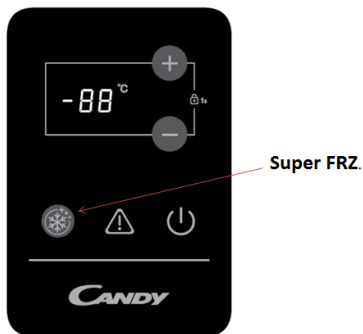 +
-88 °C
1s
−
Super FRZ.
CANDY